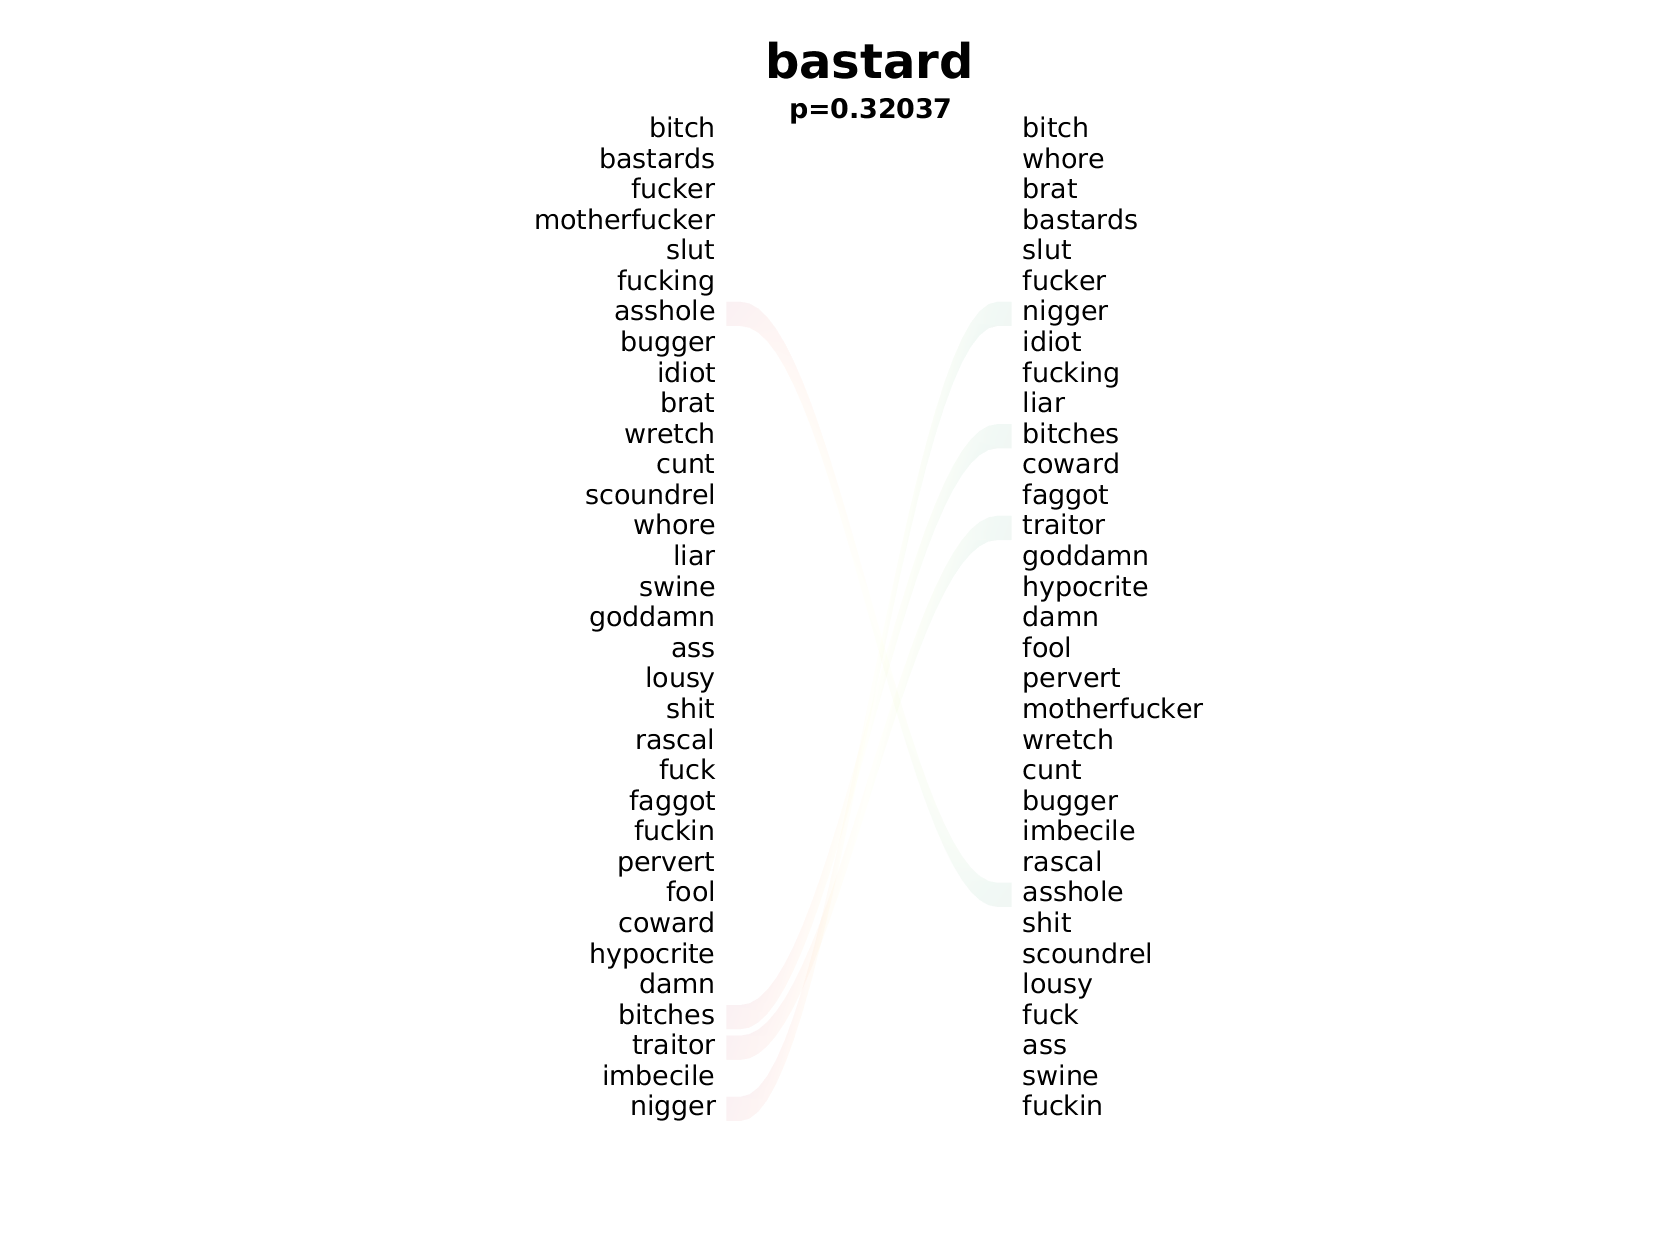 bastard
p=0.32037
bitch bitch
bastards whore
fucker brat
motherfucker bastards
slut slut
fucking fucker
asshole nigger
bugger idiot
idiot fucking
brat liar
wretch bitches
cunt coward
scoundrel faggot
whore traitor
liar goddamn
swine hypocrite
goddamn damn
ass fool
lousy pervert
shit motherfucker
rascal wretch
fuck cunt
faggot bugger
fuckin imbecile
pervert rascal
fool asshole
coward shit
hypocrite scoundrel
damn lousy
bitches fuck
traitor ass
imbecile swine
nigger fuckin